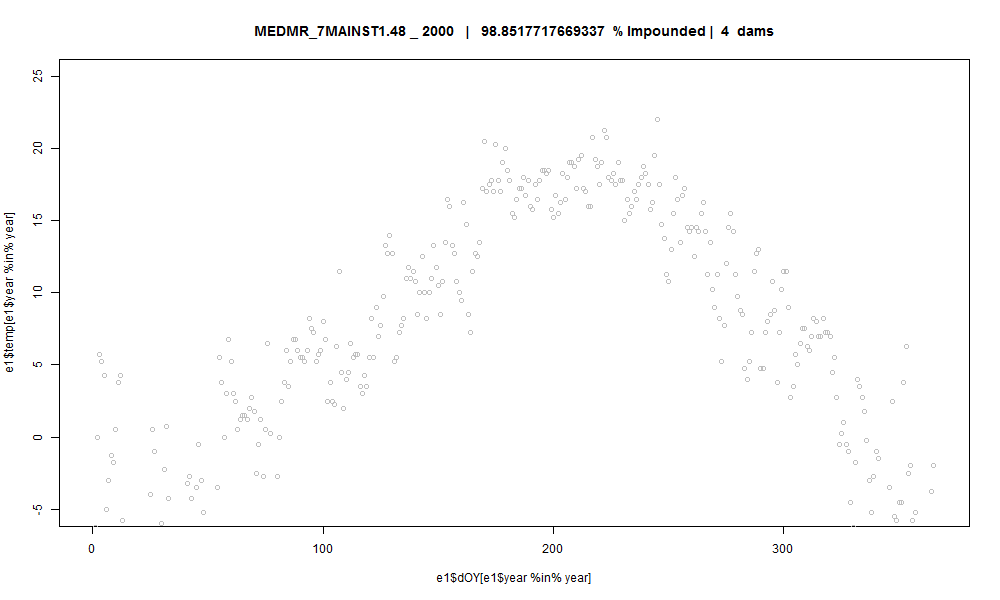 MEDMR_7MAINST1.48 _ 2000 | 98.8517717669337 % Impounded | 4 dams
25
20
15
10
5
0
-5
e1$temp[e1$year %in% year]
0 100 200 300
e1$dOY[e1$year %in% year]